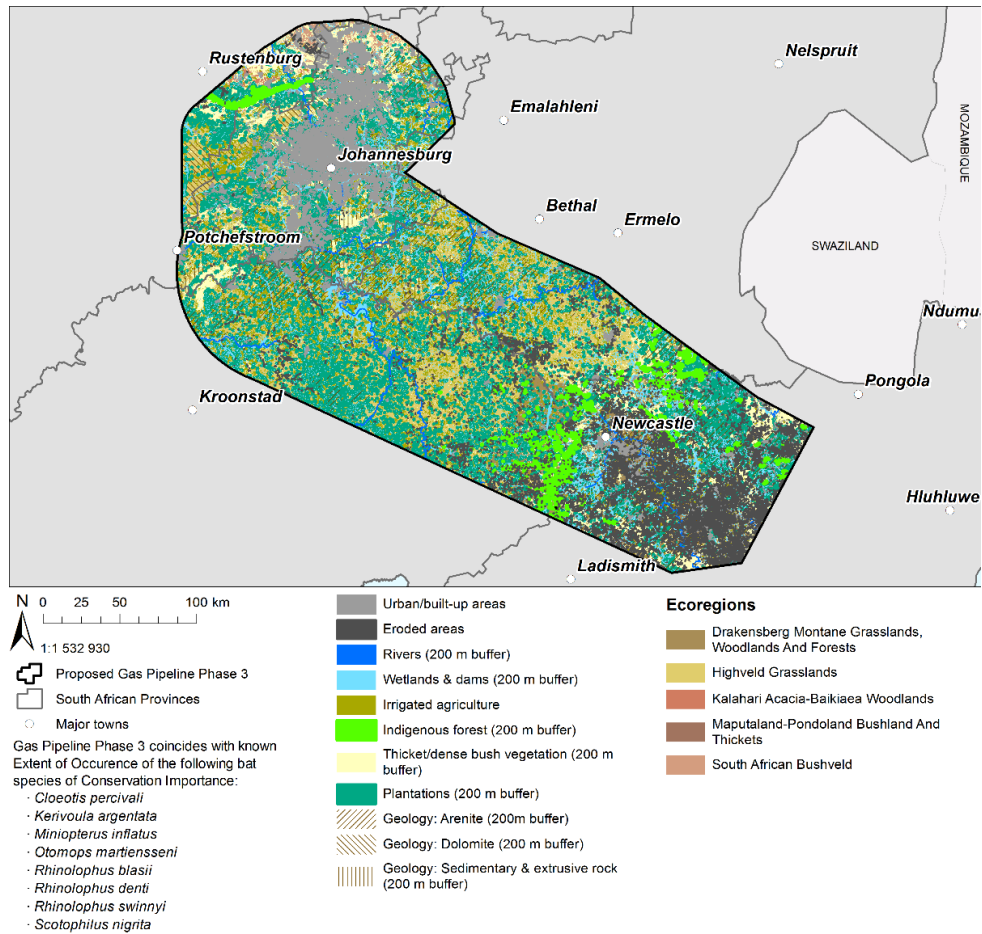 Rustenburg
Nelspruit
Emalahleni
MOZAMBIQUE
Johannesburg
Bethal
Ermelo
Potchefstroom
SWAZILAND
Ndumu
Pongola
Kroonstad
Newcastle
Hluhluwe
Ladismith
N 0 25 50 100 km
1:1 532 930
Proposed Gas Pipeline Phase 3
South African Provinces
Major towns
Gas Pipeline Phase 3 coincides with known
Extent of Occurence of the following bat
species of Conservation Importance:
· Cloeotis percivali
· Kerivoula argentata
· Miniopterus inflatus
· Otomops martiensseni
· Rhinolophus blasii
· Rhinolophus denti
· Rhinolophus swinnyi
· Scotophilus nigrita
Urban/built-up areas
Eroded areas
Rivers (200 m buffer)
Wetlands & dams (200 m buffer)
Irrigated agriculture
Indigenous forest (200 m buffer)
Thicket/dense bush vegetation (200 m
buffer)
Plantations (200 m buffer)
Geology: Arenite (200m buffer)
Geology: Dolomite (200 m buffer)
Geology: Sedimentary & extrusive rock
(200 m buffer)
Ecoregions
Drakensberg Montane Grasslands,
Woodlands And Forests
Highveld Grasslands
Kalahari Acacia-Baikiaea Woodlands
Maputaland-Pondoland Bushland And
Thickets
South African Bushveld